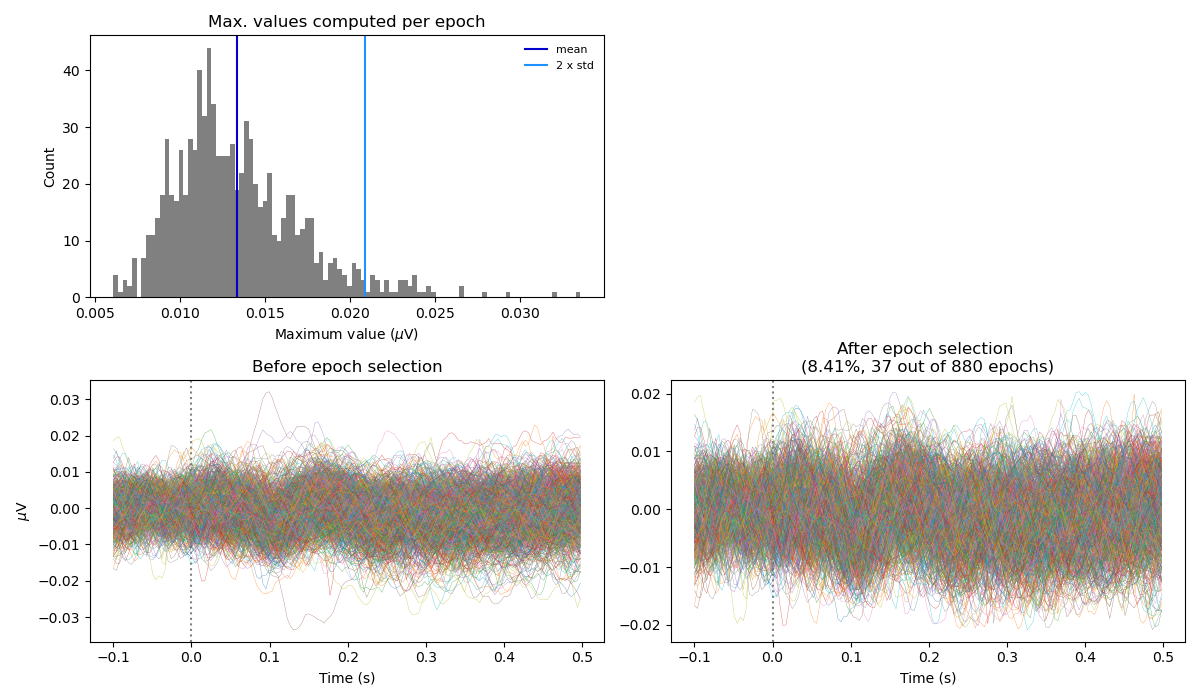 Max. values computed per epoch
mean
2 x std
Count
40
30
20
10
0
0.005 0.010 0.015 0.020 0.025 0.030
Maximum value (μV)
Before epoch selection
μV
0.03
0.02
0.01
0.00
−0.01
−0.02
−0.03
−0.1 0.0 0.1 0.2 0.3 0.4 0.5
Time (s)
After epoch selection
(8.41%, 37 out of 880 epochs)
0.02
0.01
0.00
−0.01
−0.02
−0.1 0.0 0.1 0.2 0.3 0.4 0.5
Time (s)